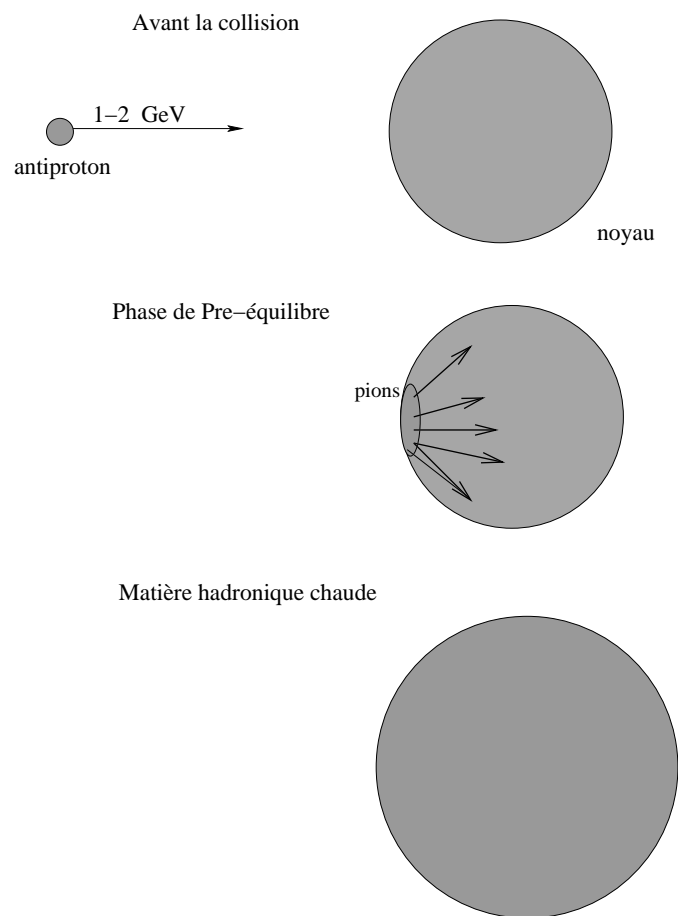 Avant la collision
1−2 GeV
antiproton
noyau
Phase de Pre−équilibre
pions
Matière hadronique chaude